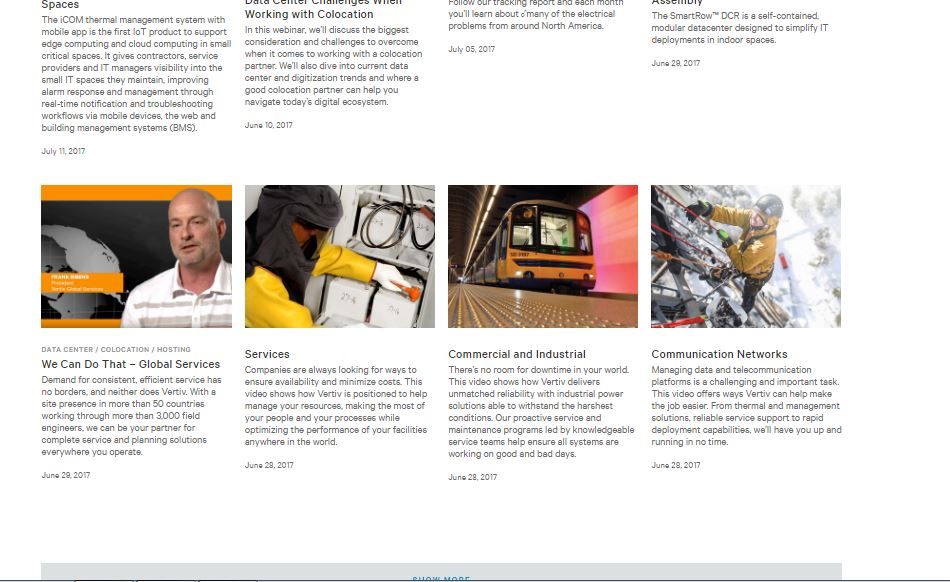 Spaces
The iCOM thermal management system with
mobile app is the first IoT product to support
edge computing and cloud computing in small
critical spaces. It gives contractors, service
providers and IT managers visibility into the
small IT spaces they maintain, improving
alarm response and management through
real-time notification and troubleshooting
workflows via mobile devices, the web and
building management systems (BMS).
July 11, 2017
Data Center Challenges When
Working with Colocation
In this webinar, we'll discuss the biggest
consideration and challenges to overcome
when it comes to working with a colocation
partner. We'll also dive into current data
center and digitization trends and where a
good colocation partner can help you
navigate today's digital ecosystem.
June 10, 2017
Follow our tracking report and each month
you'll learn about c'many of the electrical
problems from around North America.
July 05, 2017
Assembly
The SmartRow™ DCR is a self-contained,
modular datacenter designed to simplify IT
deployments in indoor spaces.
June 29, 2017
FRANK
President
Vertiv Global Services
DATA CENTER / COLOCATION / HOSTING
We Can Do That – Global Services
Demand for consistent, efficient service has
no borders, and neither does Vertiv. With a
site presence in more than 50 countries
working through more than 3,000 field
engineers, we can be your partner for
complete service and planning solutions
everywhere you operate.
June 29, 2017
Services
Companies are always looking for ways to
ensure availability and minimize costs. This
video shows how Vertiv is positioned to help
manage your resources, making the most of
your people and your processes while
optimizing the performance of your facilities
anywhere in the world.
June 28, 2017
Commercial and Industrial
There's no room for downtime in your world.
This video shows how Vertiv delivers
unmatched reliability with industrial power
solutions able to withstand the harshest
conditions. Our proactive service and
maintenance programs led by knowledgeable
service teams help ensure all systems are
working on good and bad days.
June 28, 2017
Communication Networks
Managing data and telecommunication
platforms is a challenging and important task.
This video offers ways Vertiv can help make
the job easier. From thermal and management
solutions, reliable service support to rapid
deployment capabilities, we'll have you up and
running in no time.
June 28, 2017
SHOW MORE